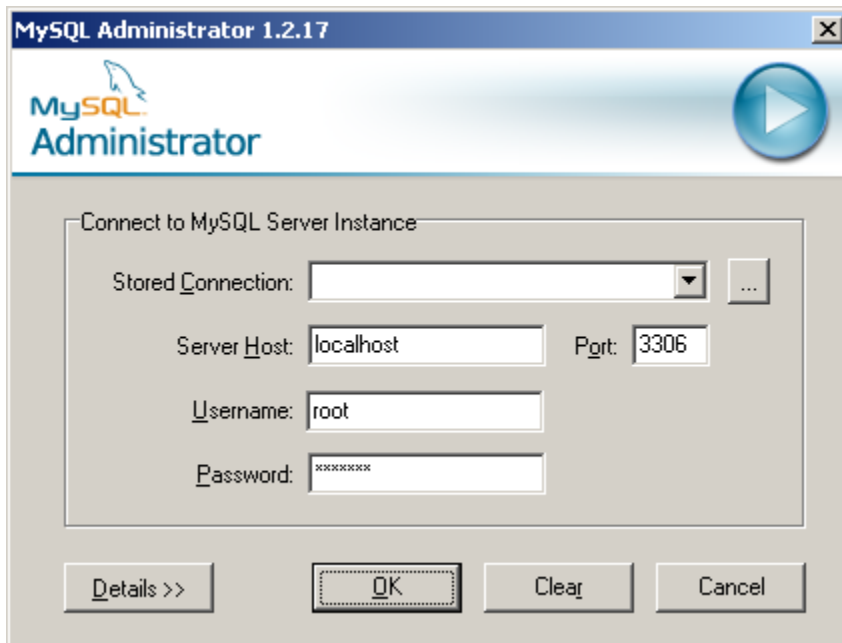 MySQL Administrator 1.2.17
MySQL
Administrator
Connect to MySQL Server Instance
Stored Connection: ...
Server Host: localhost Port: 3306
Username: root
Password: *******
Details >> OK Clear Cancel